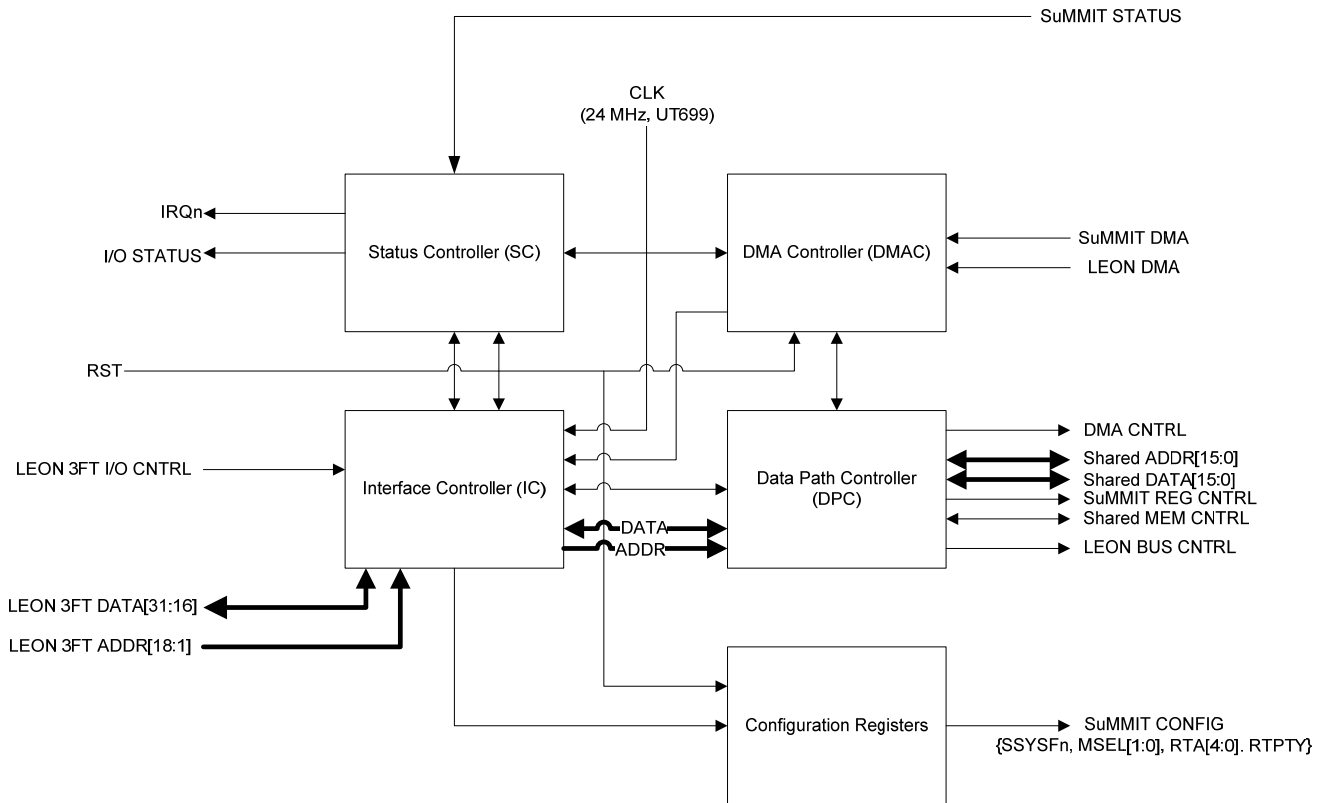 SuMMIT STATUS
CLK
(24 MHz, UT699)
IRQn
I/O STATUS
Status Controller (SC)
DMA Controller (DMAC)
SuMMIT DMA
LEON DMA
RST
LEON 3FT I/O CNTRL
Interface Controller (IC)
DATA
ADDR
Data Path Controller
(DPC)
DMA CNTRL
Shared ADDR[15:0]
Shared DATA[15:0]
SuMMIT REG CNTRL
Shared MEM CNTRL
LEON BUS CNTRL
LEON 3FT DATA[31:16]
LEON 3FT ADDR[18:1]
Configuration Registers
SuMMIT CONFIG
{SSYSFn, MSEL[1:0], RTA[4:0]. RTPTY}